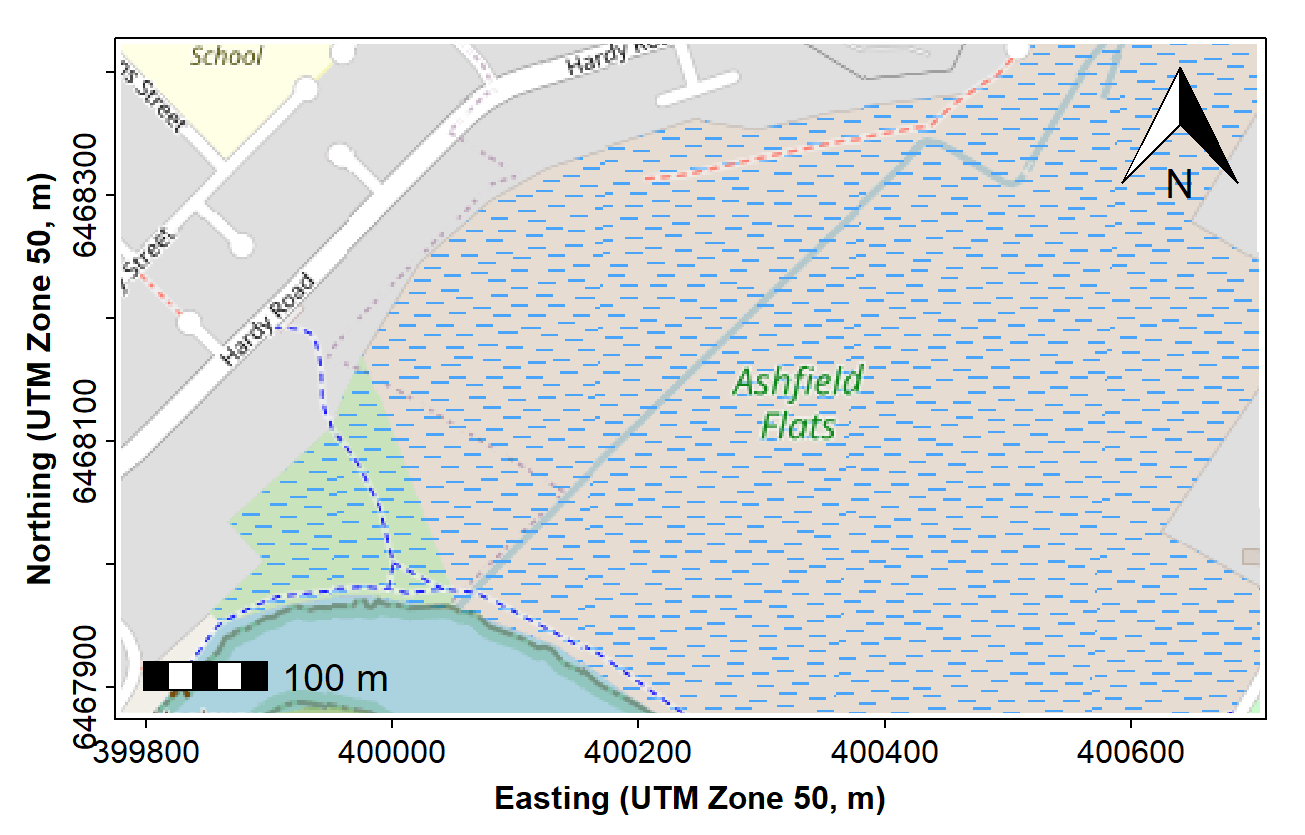 School
Hardy Ro
ns Street
Street
Hardy Road
Ashfield
Flats
N
100 m
6468300
6468100
6467900
Northing (UTM Zone 50, m)
399800
400000
400200
400400
400600
Easting (UTM Zone 50, m)